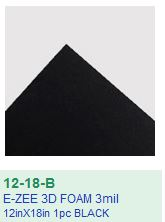 12-18-B
E-ZEE 3D FOAM 3mil
12inX18in 1pc BLACK